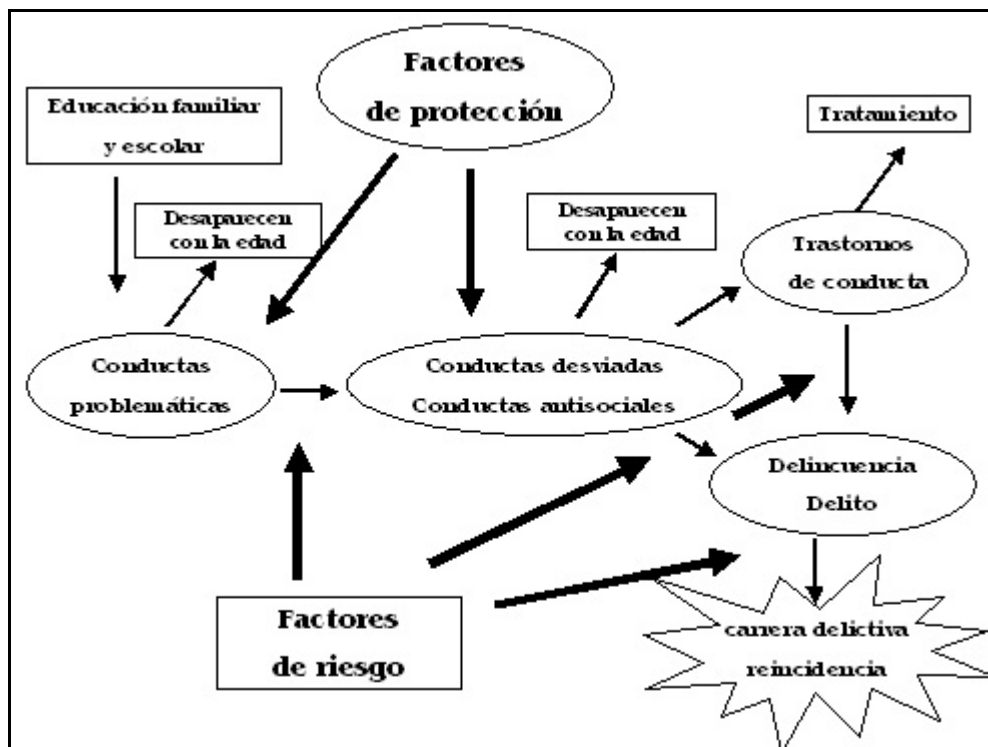 Factores
de protección
Educación familiar
y escolar
Tratamiento
Desaparecen
con la edad
Desaparecen
con la edad
Trastornos
de conducta
Conductas
problemáticas
Conductas desviadas
Conductas antisociales
Delincuencia
Delito
Factores
de riesgo
carrera delictiva
reincidencia